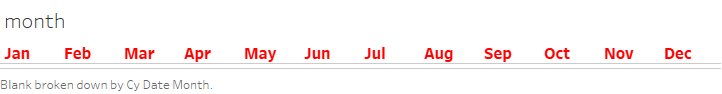 month
Jan Feb Mar Apr May Jun Jul Aug Sep Oct Nov Dec
Blank broken down by Cy Date Month.